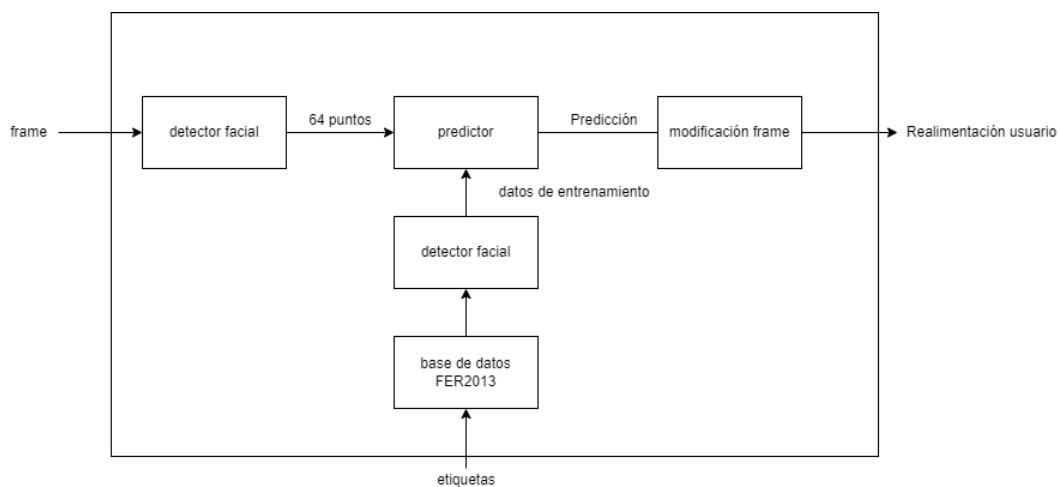 frame
detector facial
64 puntos
predictor
Predicción
modificación frame
Realimentación usuario
datos de entrenamiento
detector facial
base de datos
FER2013
etiquetas